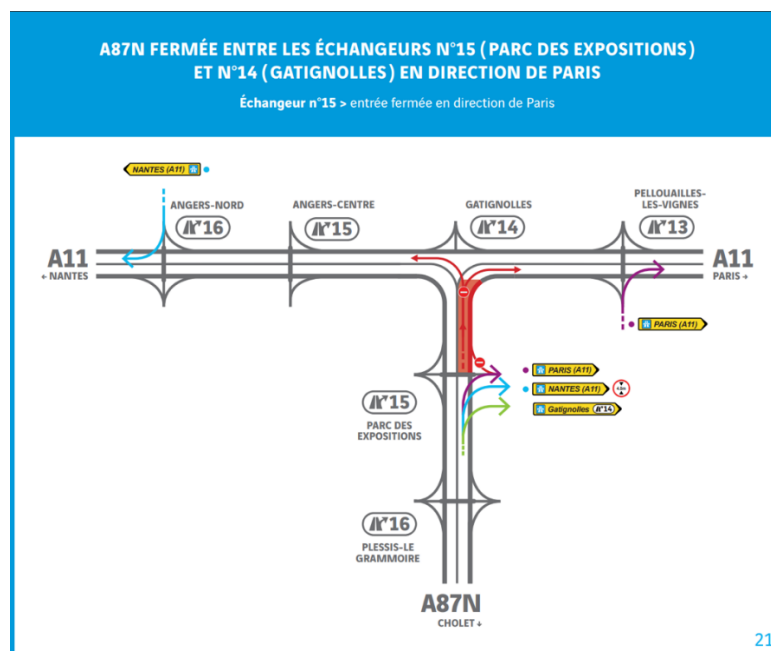 A87N FERMÉE ENTRE LES ÉCHANGEURS N°15 (PARC DES EXPOSITIONS)
ET N°14 (GATIGNOLLES) EN DIRECTION DE PARIS
Échangeur n°15 > entrée fermée en direction de Paris
NANTES (A11)
ANGERS-NORD
N°16
ANGERS-CENTRE
N°15
GATIGNOLLES
N°14
PELLOUAILLES-
LES-VIGNES
N°13
A11
← NANTES
A11
PARIS →
PARIS (A11)
PARIS (A11)
NANTES (A11)
Gatignolles N°14
N°15
PARC DES
EXPOSITIONS
N°16
PLESSIS-LE
GRAMMOIRE
A87N
CHOLET ↓
21